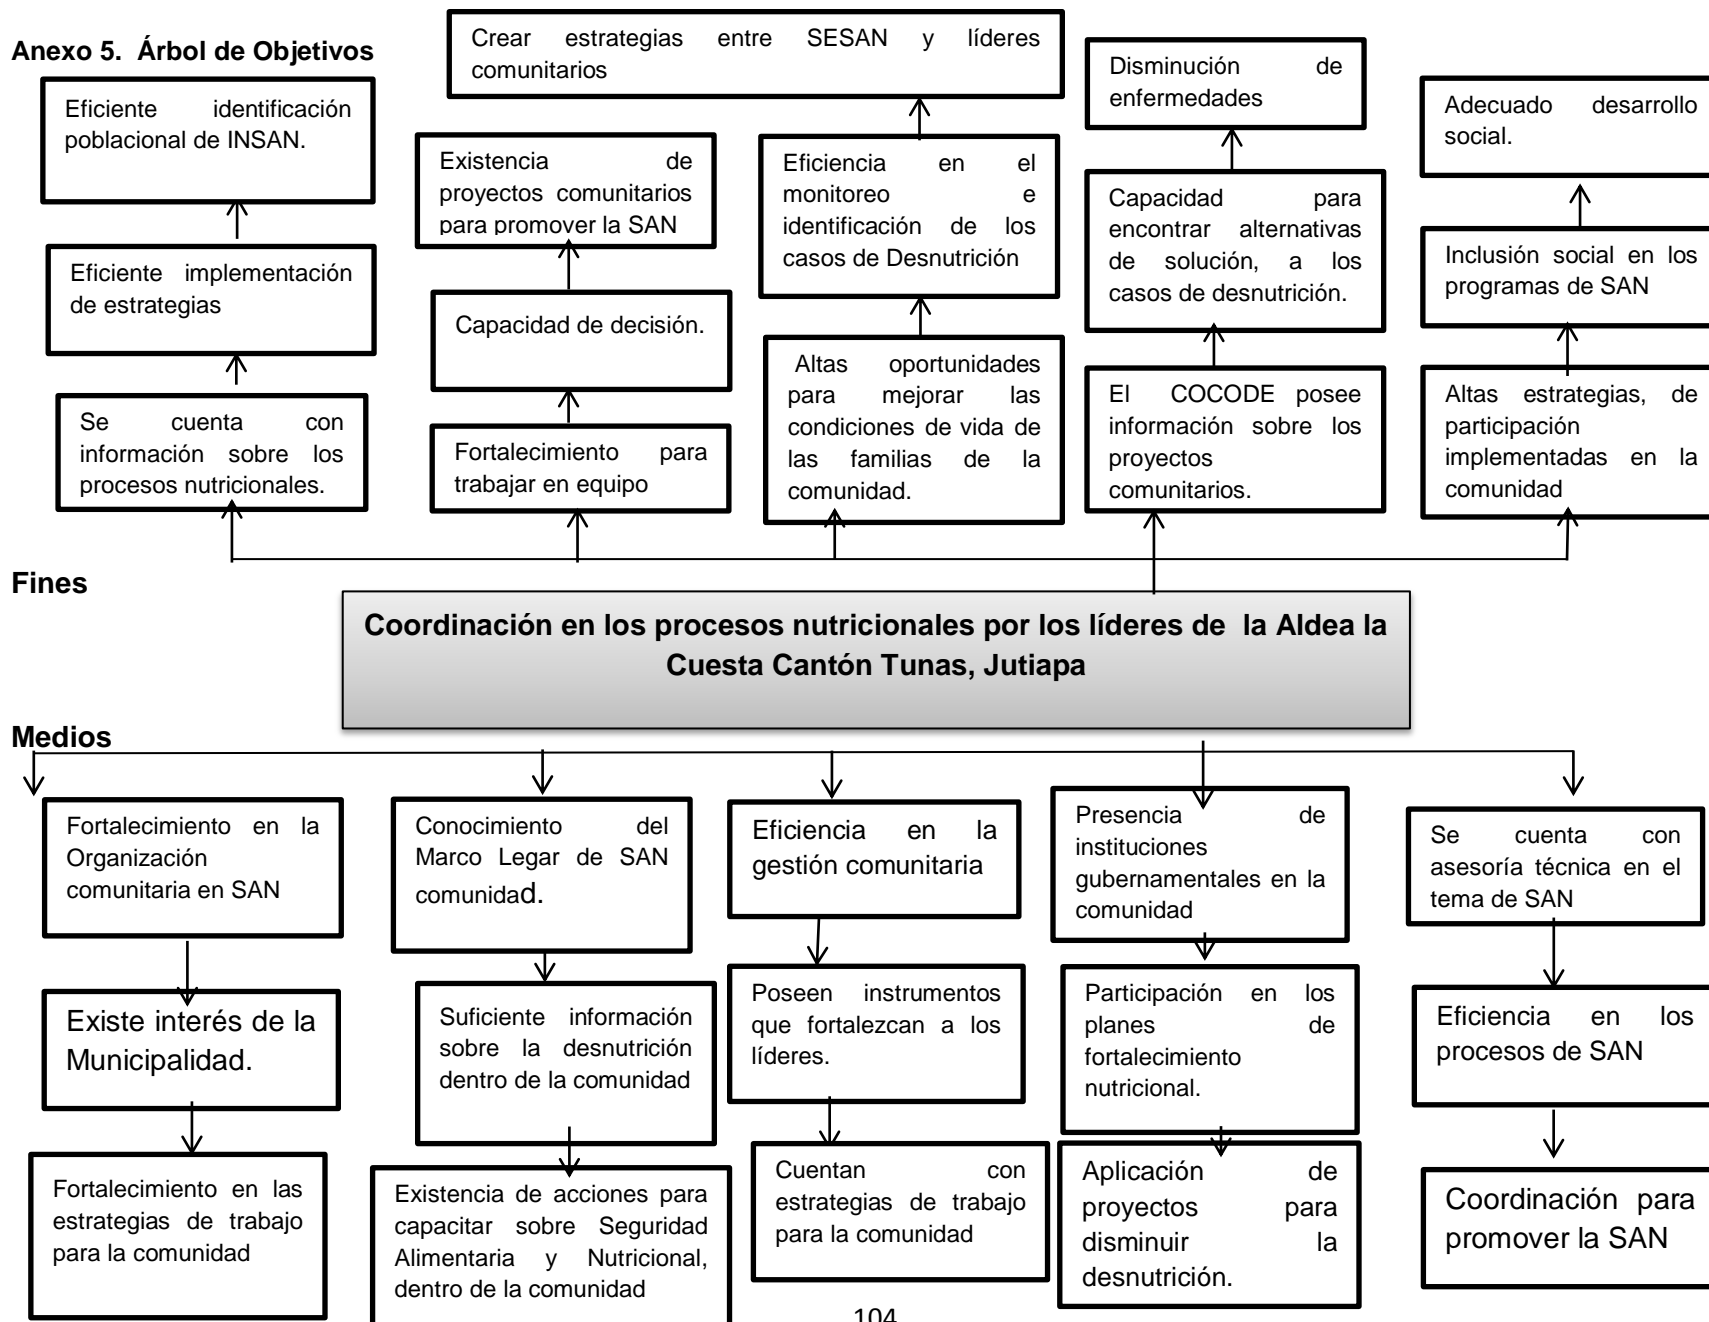 Anexo 5. Árbol de Objetivos
Crear estrategias entre SESAN y líderes
comunitarios
Eficiente identificación
poblacional de INSAN.
Existencia de
proyectos comunitarios
para promover la SAN
Eficiencia en el
monitoreo e
identificación de los
casos de Desnutrición
Disminución de
enfermedades
Adecuado desarrollo
social.
Eficiente implementación
de estrategias
Capacidad de decisión.
Capacidad para
encontrar alternativas
de solución, a los
casos de desnutrición.
Inclusión social en los
programas de SAN
Se cuenta con
información sobre los
procesos nutricionales.
Fortalecimiento para
trabajar en equipo
Altas oportunidades
para mejorar las
condiciones de vida de
las familias de la
comunidad.
El COCODE posee
información sobre los
proyectos
comunitarios.
Altas estrategias, de
participación
implementadas en la
comunidad
Fines
Coordinación en los procesos nutricionales por los líderes de la Aldea la
Cuesta Cantón Tunas, Jutiapa
Medios
Fortalecimiento en la
Organización
comunitaria en SAN
Conocimiento del
Marco Legar de SAN
comunidad.
Eficiencia en la
gestión comunitaria
Presencia de
instituciones
gubernamentales en la
comunidad
Se cuenta con
asesoría técnica en el
tema de SAN
Existe interés de la
Municipalidad.
Suficiente información
sobre la desnutrición
dentro de la comunidad
Poseen instrumentos
que fortalezcan a los
líderes.
Participación en los
planes de
fortalecimiento
nutricional.
Eficiencia en los
procesos de SAN
Fortalecimiento en las
estrategias de trabajo
para la comunidad
Existencia de acciones para
capacitar sobre Seguridad
Alimentaria y Nutricional,
dentro de la comunidad
Cuentan con
estrategias de trabajo
para la comunidad
Aplicación de
proyectos para
disminuir la
desnutrición.
Coordinación para
promover la SAN
104